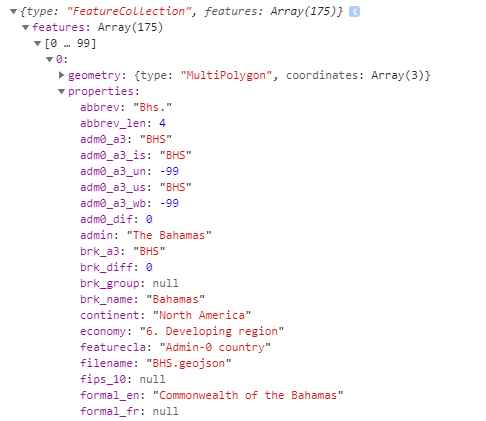 {type: "FeatureCollection", features: Array(175)} i
features: Array(175)
[0 … 99]
0:
geometry: {type: "MultiPolygon", coordinates: Array(3)}
properties:
abbrev: "Bhs."
abbrev_len: 4
adm0_a3: "BHS"
adm0_a3_is: "BHS"
adm0_a3_un: -99
adm0_a3_us: "BHS"
adm0_a3_wb: -99
adm0_dif: 0
admin: "The Bahamas"
brk_a3: "BHS"
brk_diff: 0
brk_group: null
brk_name: "Bahamas"
continent: "North America"
economy: "6. Developing region"
featurecla: "Admin-0 country"
filename: "BHS.geojson"
fips_10: null
formal_en: "Commonwealth of the Bahamas"
formal_fr: null